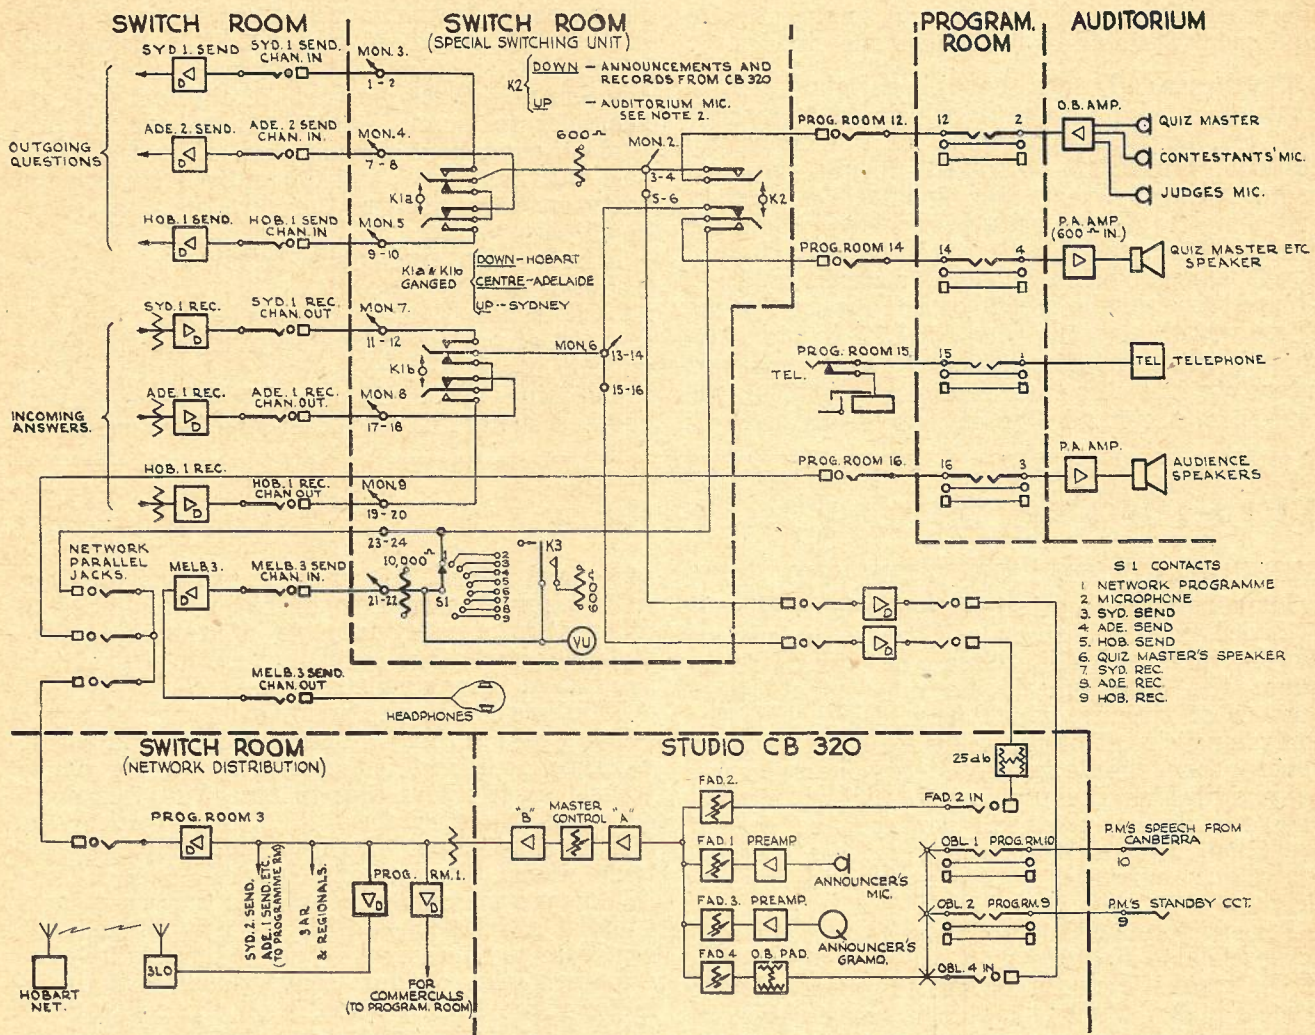 SWITCH ROOM
SWITCH ROOM
(SPECIAL SWITCHING UNIT)
PROGRAM. ROOM
AUDITORIUM
SYD 1. SEND
SYD. 1 SEND.
CHAN. IN
MON. 3.
1-2
D
K2
DOWN - ANNOUNCEMENTS AND
RECORDS FROM CB 320
UP - AUDITORIUM MIC.
SEE NOTE 2.
OUTGOING
QUESTIONS
ADE. 2. SEND.
ADE. 2 SEND
CHAN. IN.
MON. 4.
7-8
D
600 Ω
MON. 2.
3-4
5-6
K1a
K2
HOB. 1 SEND.
HOB. 1 SEND
CHAN. IN
MON. 5
9-10
D
K1a & K1b
GANGED
DOWN - HOBART
CENTRE - ADELAIDE
UP - SYDNEY
PROG. ROOM 12.
12
2
O.B. AMP.
QUIZ MASTER
CONTESTANTS' MIC.
JUDGES MIC.
PROG. ROOM 14
14
4
P.A. AMP.
(600 Ω IN.)
QUIZ MASTER ETC
SPEAKER
INCOMING
ANSWERS.
SYD. 1 REC.
SYD. 1 REC.
CHAN. OUT
MON. 7.
11-12
D
K1b
MON. 6
13-14
15-16
ADE. 1 REC.
ADE. 1 REC.
CHAN. OUT.
MON. 8
17-18
D
HOB. 1 REC.
HOB. 1 REC.
CHAN OUT
MON. 9
19-20
D
23-24
PROG. ROOM 15.
TEL.
15
1
TEL
TELEPHONE
PROG. ROOM 16.
16
3
P.A. AMP.
AUDIENCE
SPEAKERS
NETWORK
PARALLEL
JACKS.
MELB. 3.
D
MELB. 3 SEND
CHAN. IN.
21-22
10,000 Ω
S1
1
2
3
4
5
6
7
8
9
K3
600 Ω
VU
MELB. 3 SEND.
CHAN. OUT
HEADPHONES
D
D
S 1 CONTACTS
1 NETWORK PROGRAMME
2 MICROPHONE
3. SYD. SEND
4 ADE. SEND
5. HOB. SEND
6. QUIZ MASTER'S SPEAKER
7. SYD. REC.
8. ADE. REC.
9 HOB. REC.
SWITCH ROOM
(NETWORK DISTRIBUTION)
PROG. ROOM 3
D
SYD. 2. SEND.
ADE. 1 SEND. ETC.
(TO PROGRAMME RM)
3 AR
& REGIONALS.
PROG. RM. 1.
D
D
HOBART
NET.
3LO
FOR
COMMERCIALS
(TO PROGRAM. ROOM)
STUDIO CB 320
"B"
MASTER
CONTROL
"A"
FAD. 2.
25 db
FAD. 2 IN
FAD. 1
PREAMP
ANNOUNCER'S
MIC.
FAD. 3.
PREAMP.
ANNOUNCER'S
GRAMO.
FAD. 4
O.B. PAD.
OBL. 1
PROG. RM. 10
10
P.M'S SPEECH FROM
CANBERRA
OBL. 2
PROG. RM. 9
9
P.M'S STANDBY CCT.
OBL. 4 IN